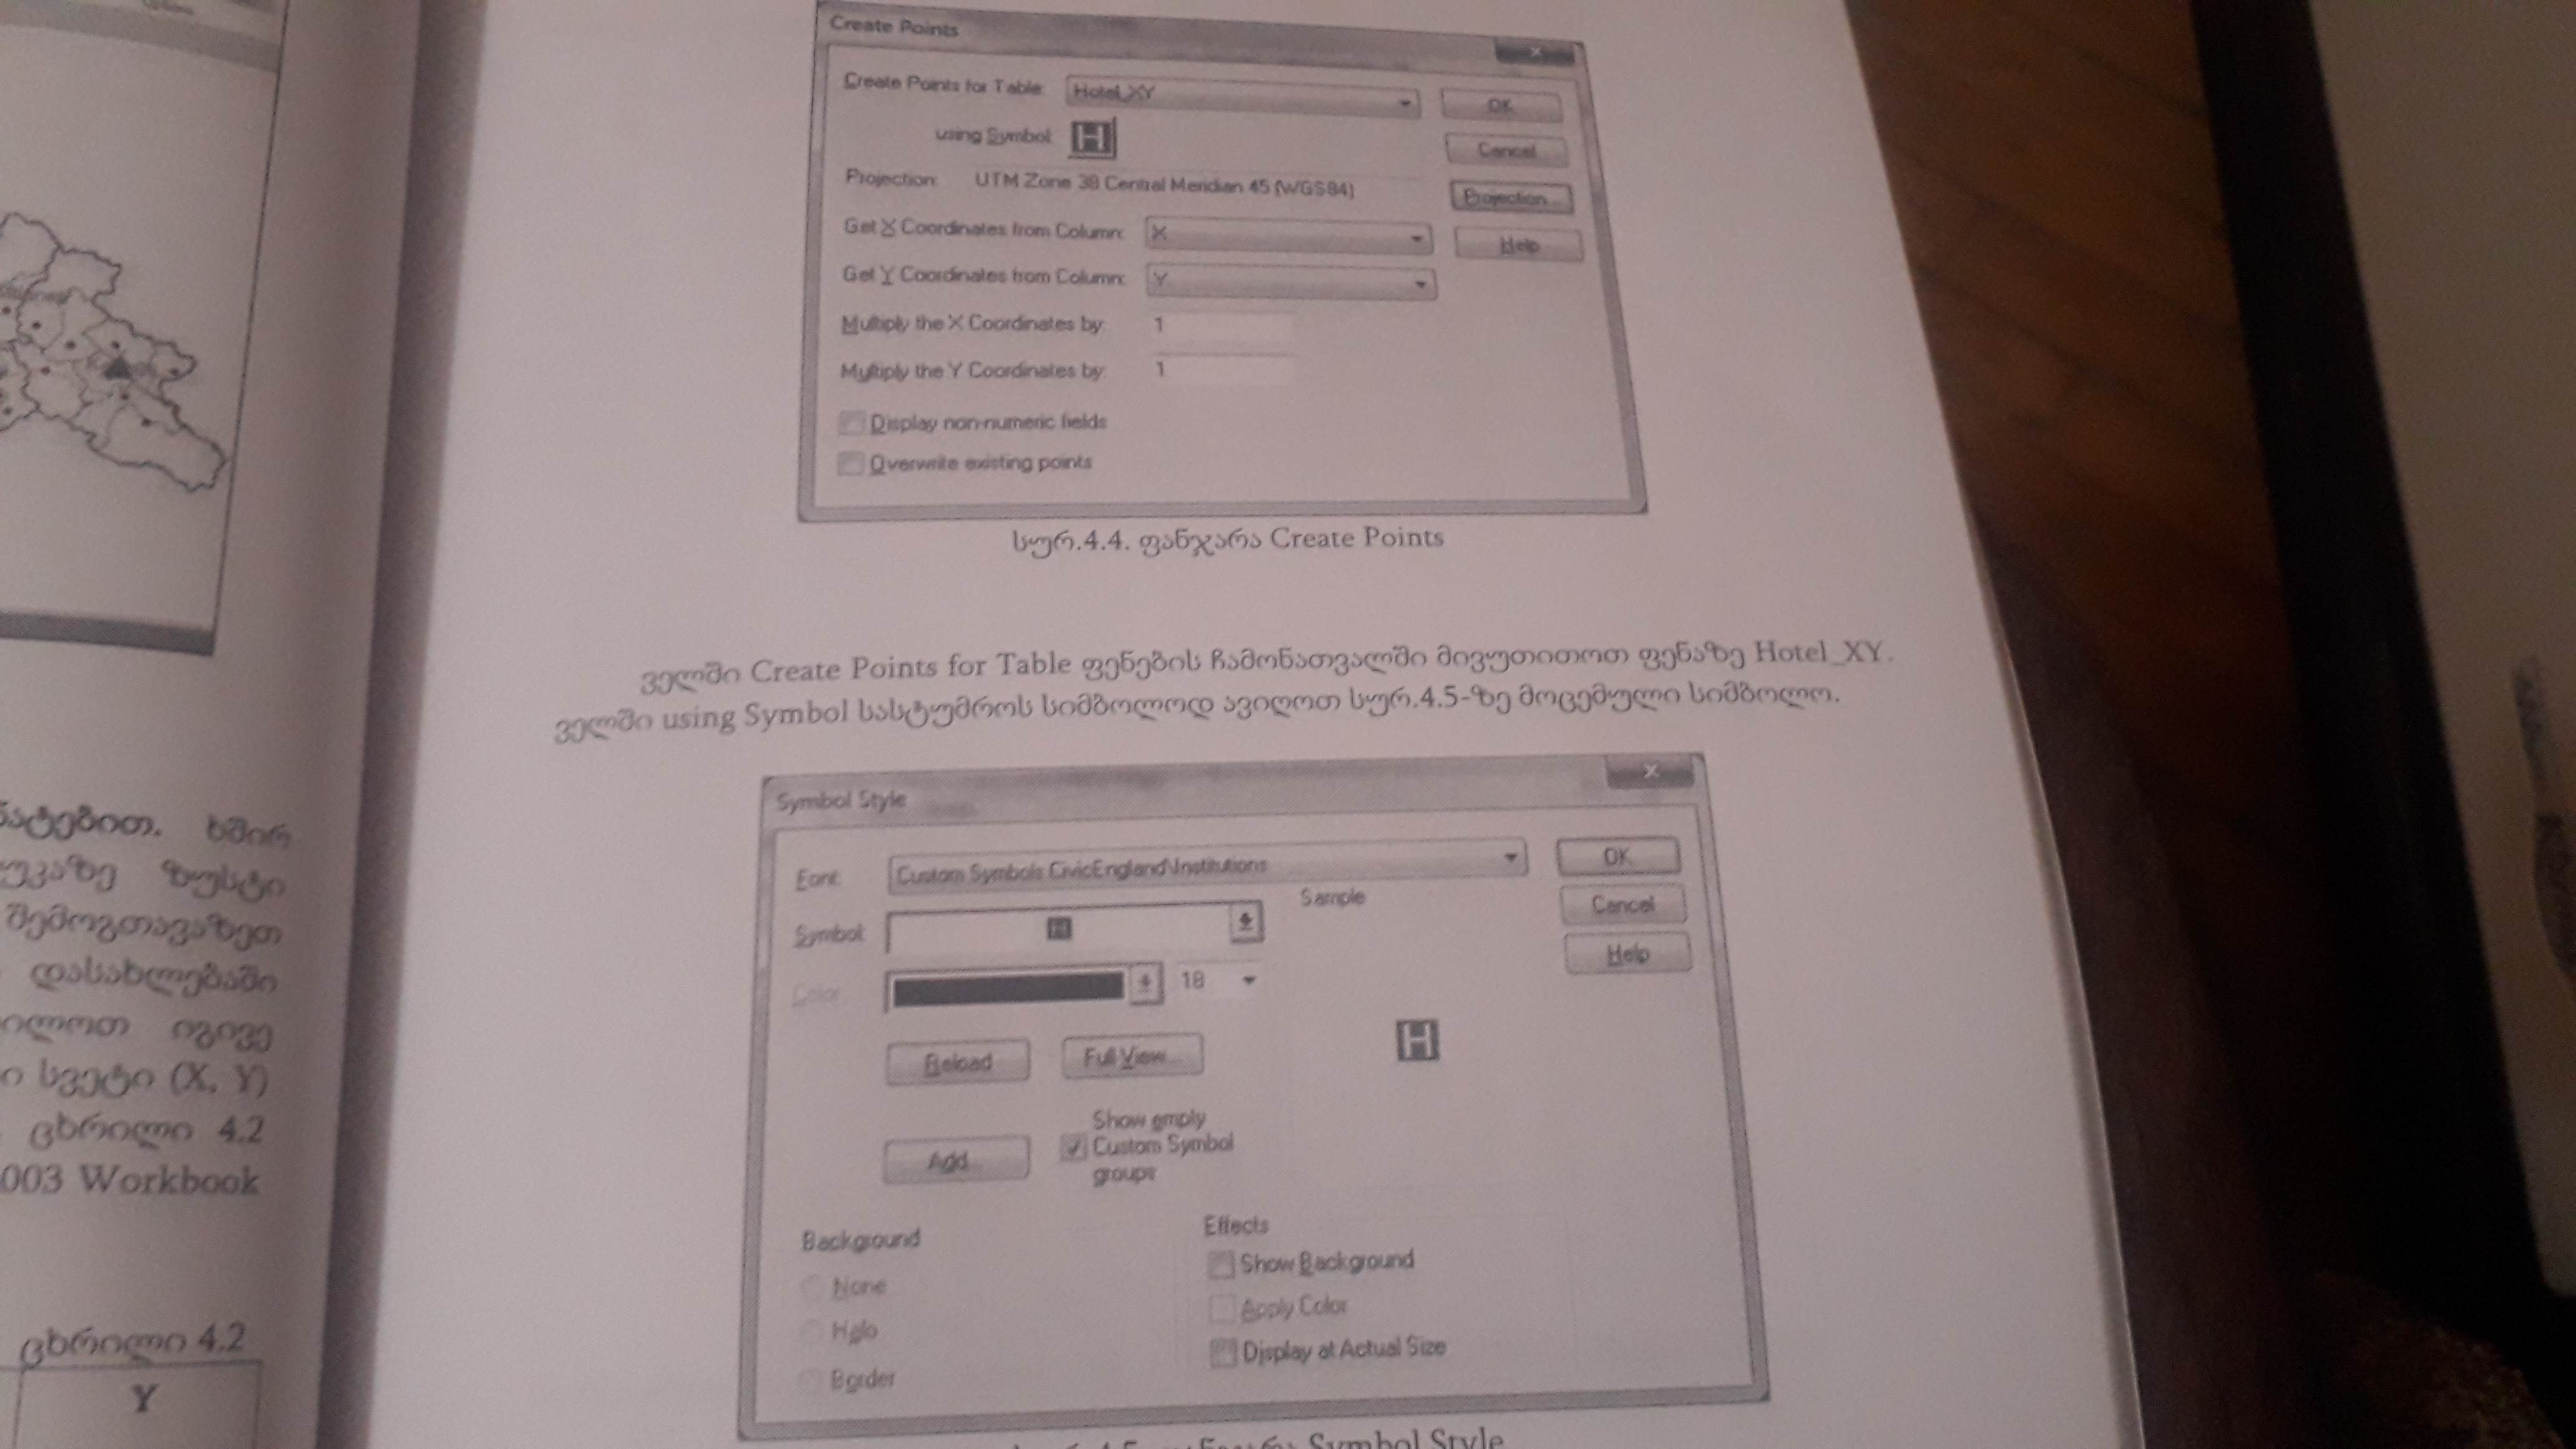 ხშირ
ზუსტი
შემოგთავაზეთ
დასახლებაში
იგივე
სვეტი (X, Y)
ცხრილი 4.2
003 Workbook
ცხრილი 4.2
Y
Create Points
Create Points for Table: Hotel_XY
OK
using Symbol:
H
Cancel
Projection: UTM Zone 38 Central Meridian 45 (WGS84)
Projection...
Get X Coordinates from Column: X
Help
Get Y Coordinates from Column: Y
Multiply the X Coordinates by: 1
Multiply the Y Coordinates by: 1
Display non-numeric fields
Overwrite existing points
სურ.4.4. ფანჯარა Create Points
ველში Create Points for Table ფენების ჩამონათვალში მივუთითოთ ფენაზე Hotel_XY.
ველში using Symbol სასტუმროს სიმბოლოდ ავიღოთ სურ.4.5-ზე მოცემული სიმბოლო.
Symbol Style
Font: Custom Symbols CivicEngland\Institutions
OK
Sample
Symbol: H
Cancel
Color: 18
Help
Reload
Full View...
H
Show empty
Custom Symbol
groups
Add...
Background
Effects
None
Show Background
Halo
Apply Color
Border
Display at Actual Size
Symbol Style